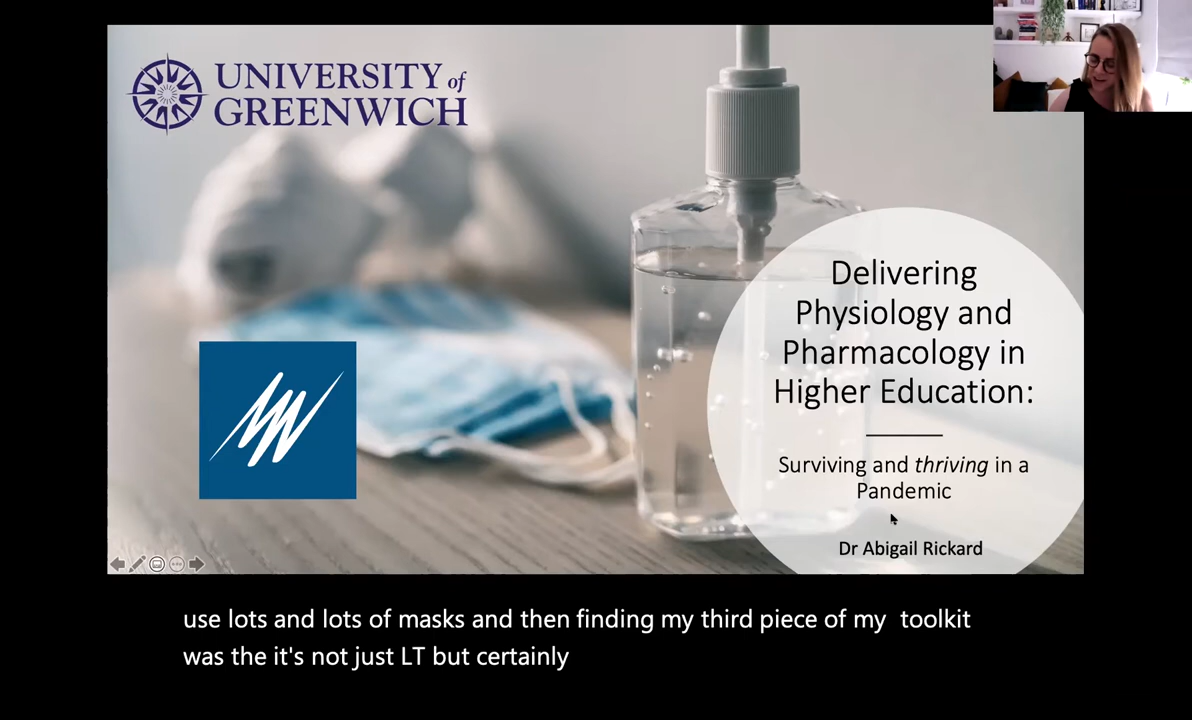 UNIVERSITY of
GREENWICH
Delivering
Physiology and
Pharmacology in
Higher Education:
Surviving and thriving in a
Pandemic
Dr Abigail Rickard
use lots and lots of masks and then finding my third piece of my  toolkit
was the it's not just LT but certainly